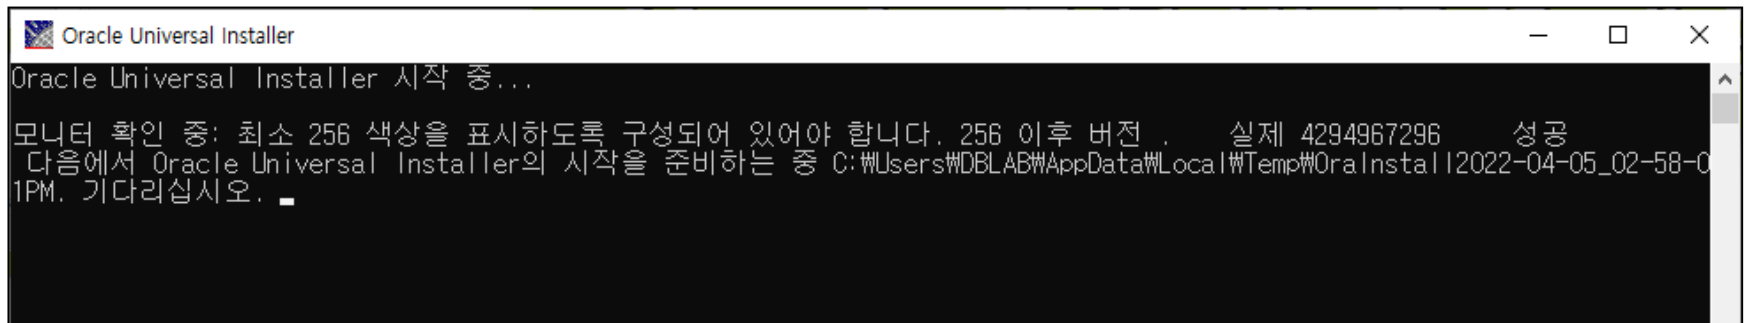 Oracle Universal Installer
Oracle Universal Installer 시작 중...
모니터 확인 중: 최소 256 색상을 표시하도록 구성되어 있어야 합니다. 256 이후 버전 .    실제 4294967296    성공
다음에서 Oracle Universal Installer의 시작을 준비하는 중 C:₩Users₩DBLAB₩AppData₩Local₩Temp₩OraInstall2022-04-05_02-58-0
1PM. 기다리십시오.